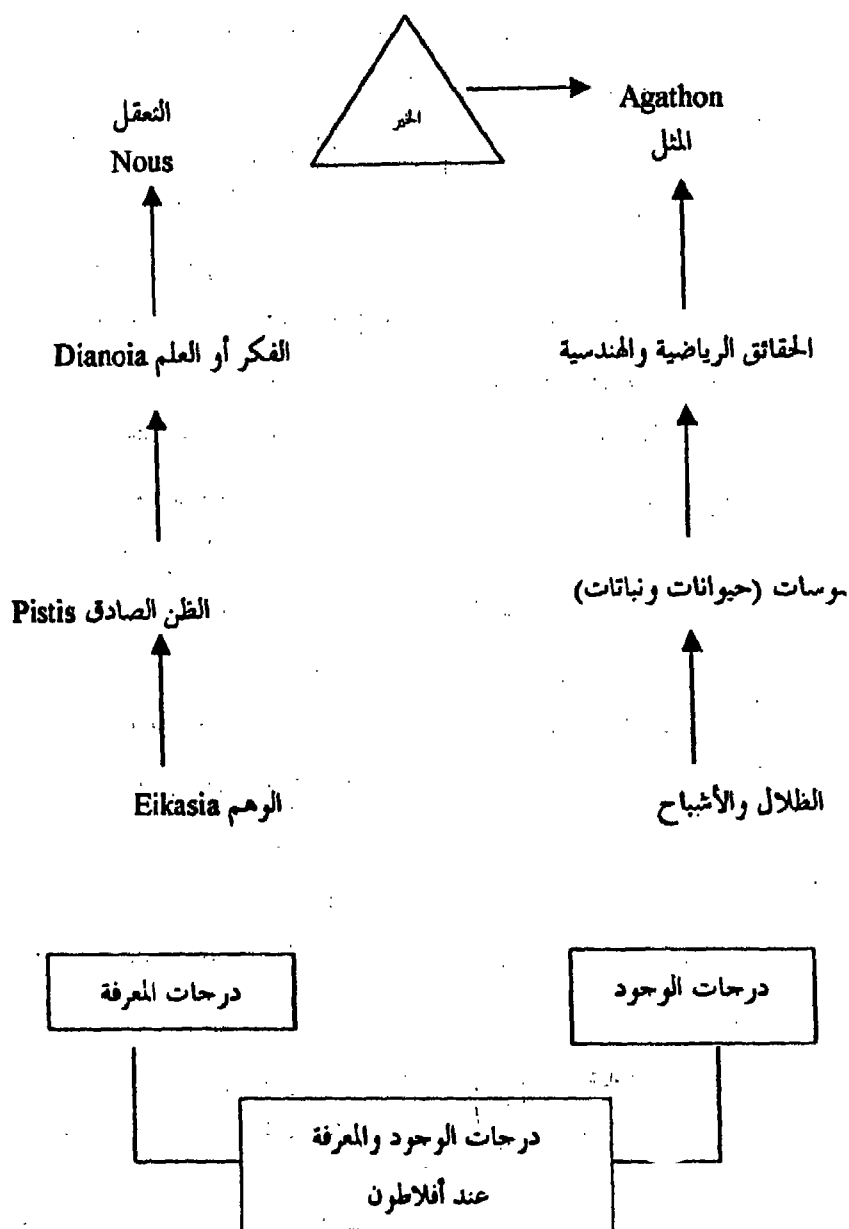 الخير
Agathon
المثل
التعقل
Nous
الحقائق الرياضية والهندسية
الفكر أو العلم Dianoia
وسات (حيوانات ونباتات)
الظن الصادق Pistis
الظلال والأشباح
الوهم Eikasia
درجات الوجود
درجات المعرفة
درجات الوجود والمعرفة
عند أفلاطون